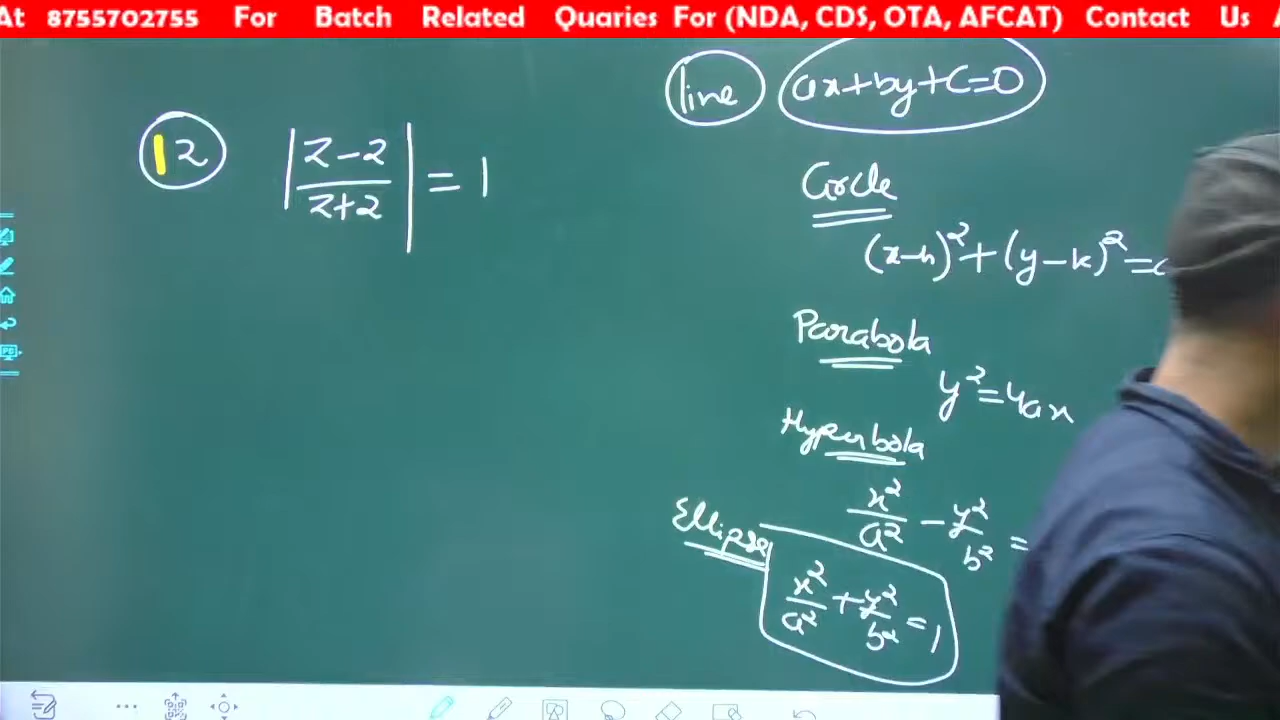 At 8755702755 For Batch Related Quaries For (NDA, CDS, OTA, AFCAT) Contact Us
line ax+by+c=0
12 |z-2/z+2| = 1
Circle
(x-h)²+(y-k)²=
Parabola
y²=4ax
Hyperbola
x²/a² - y²/b² =
Ellipse
x²/a² + y²/b² = 1